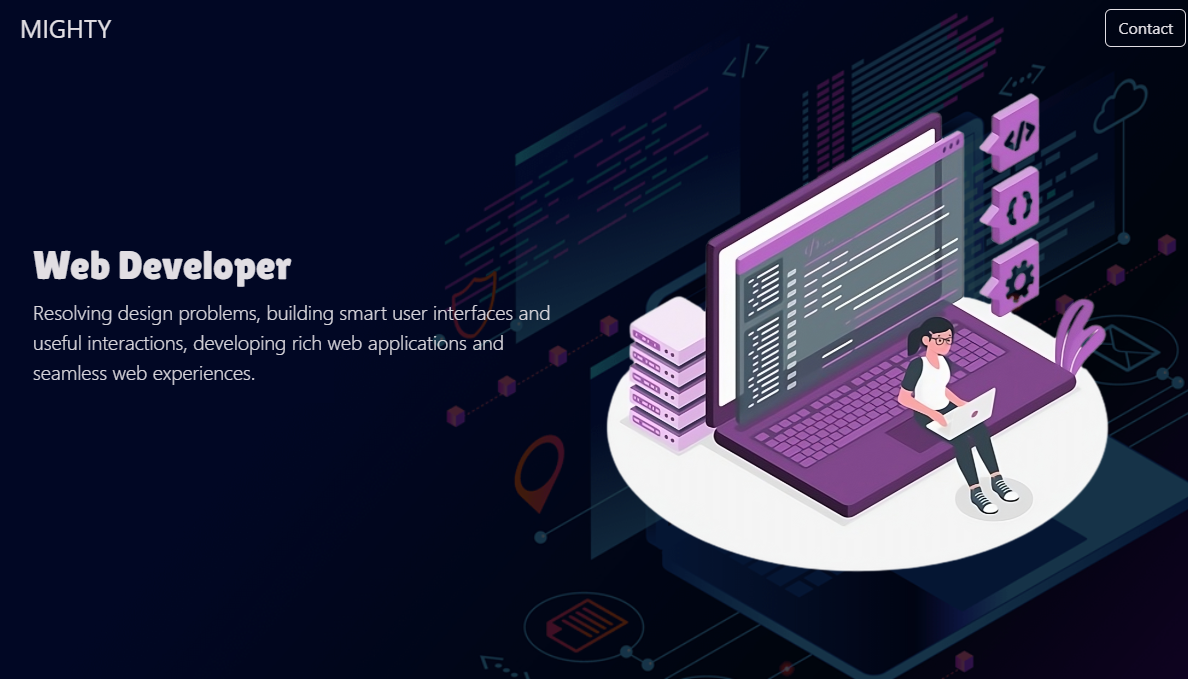 MIGHTY
Contact
Web Developer
Resolving design problems, building smart user interfaces and
useful interactions, developing rich web applications and
seamless web experiences.